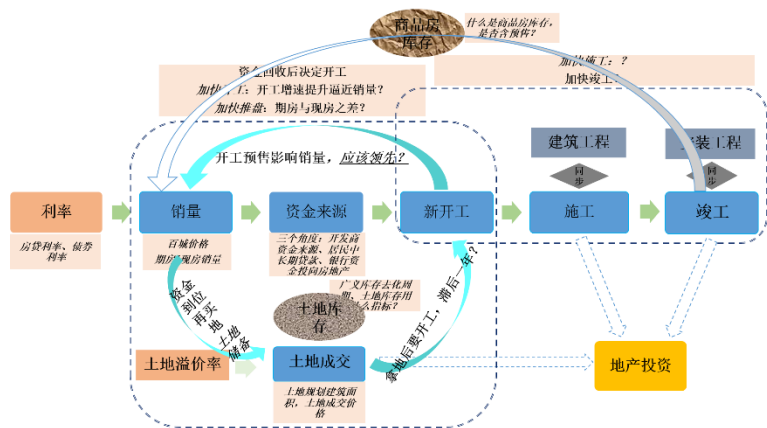 商品房
库存
什么是商品房库存，
是否含预售？
资金回收后决定开工
加快开工：开工增速提升逼近销量？
加快推盘：期房与现房之差？
加快施工：？
加快竣工：
开工预售影响销量，应该领先？
建筑工程
安装工程
同步
同步
利率
销量
资金来源
新开工
施工
竣工
房贷利率、债券
利率
百城价格
期房现房销量
三个角度：开发商
资金来源、居民中
长期贷款、银行资
金投向房地产
广义库存去化周
期、土地库存用
什么指标？
土地库
存
资金
到位
再买
地
土地
储备
拿地后要开工，滞后一年？
土地溢价率
土地成交
地产投资
土地规划建筑面
积，土地成交价
格